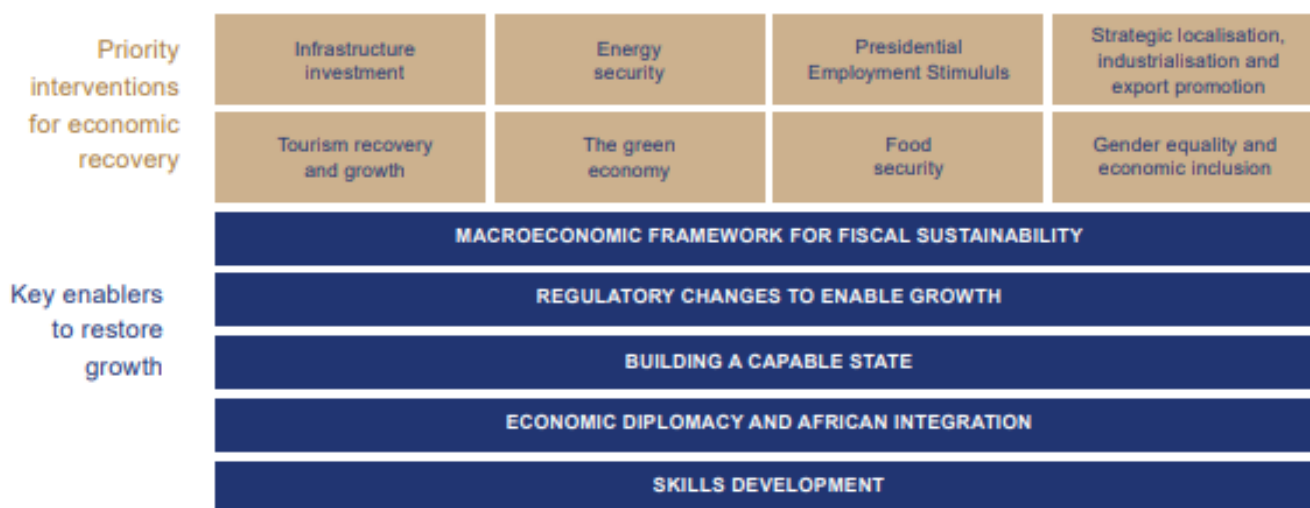 Priority
interventions
for economic
recovery
Infrastructure
investment
Energy
security
Presidential
Employment Stimululs
Strategic localisation,
industrialisation and
export promotion
Tourism recovery
and growth
The green
economy
Food
security
Gender equality and
economic inclusion
Key enablers
to restore
growth
MACROECONOMIC FRAMEWORK FOR FISCAL SUSTAINABILITY
REGULATORY CHANGES TO ENABLE GROWTH
BUILDING A CAPABLE STATE
ECONOMIC DIPLOMACY AND AFRICAN INTEGRATION
SKILLS DEVELOPMENT